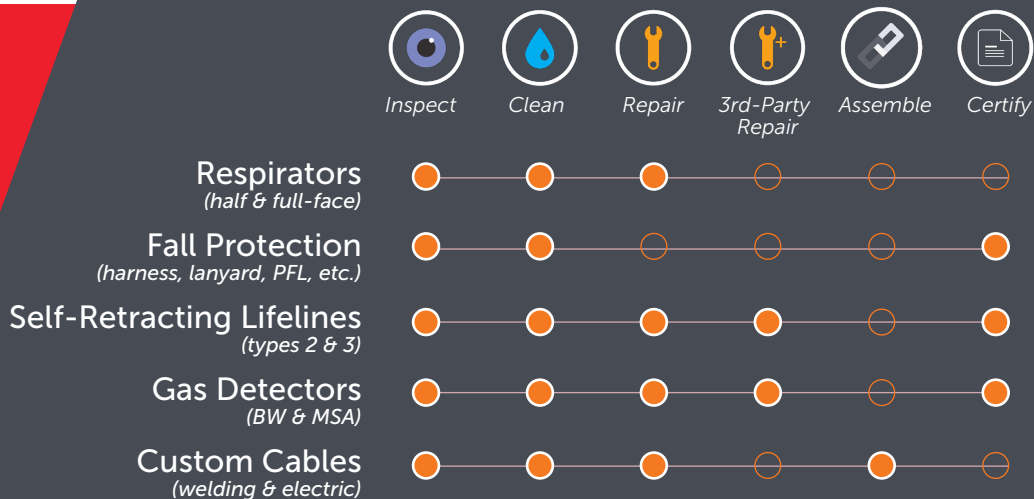 Inspect Clean Repair 3rd-Party Assemble Certify
Repair
Respirators
(half & full-face)
Fall Protection
(harness, lanyard, PFL, etc.)
Self-Retracting Lifelines
(types 2 & 3)
Gas Detectors
(BW & MSA)
Custom Cables
(welding & electric)